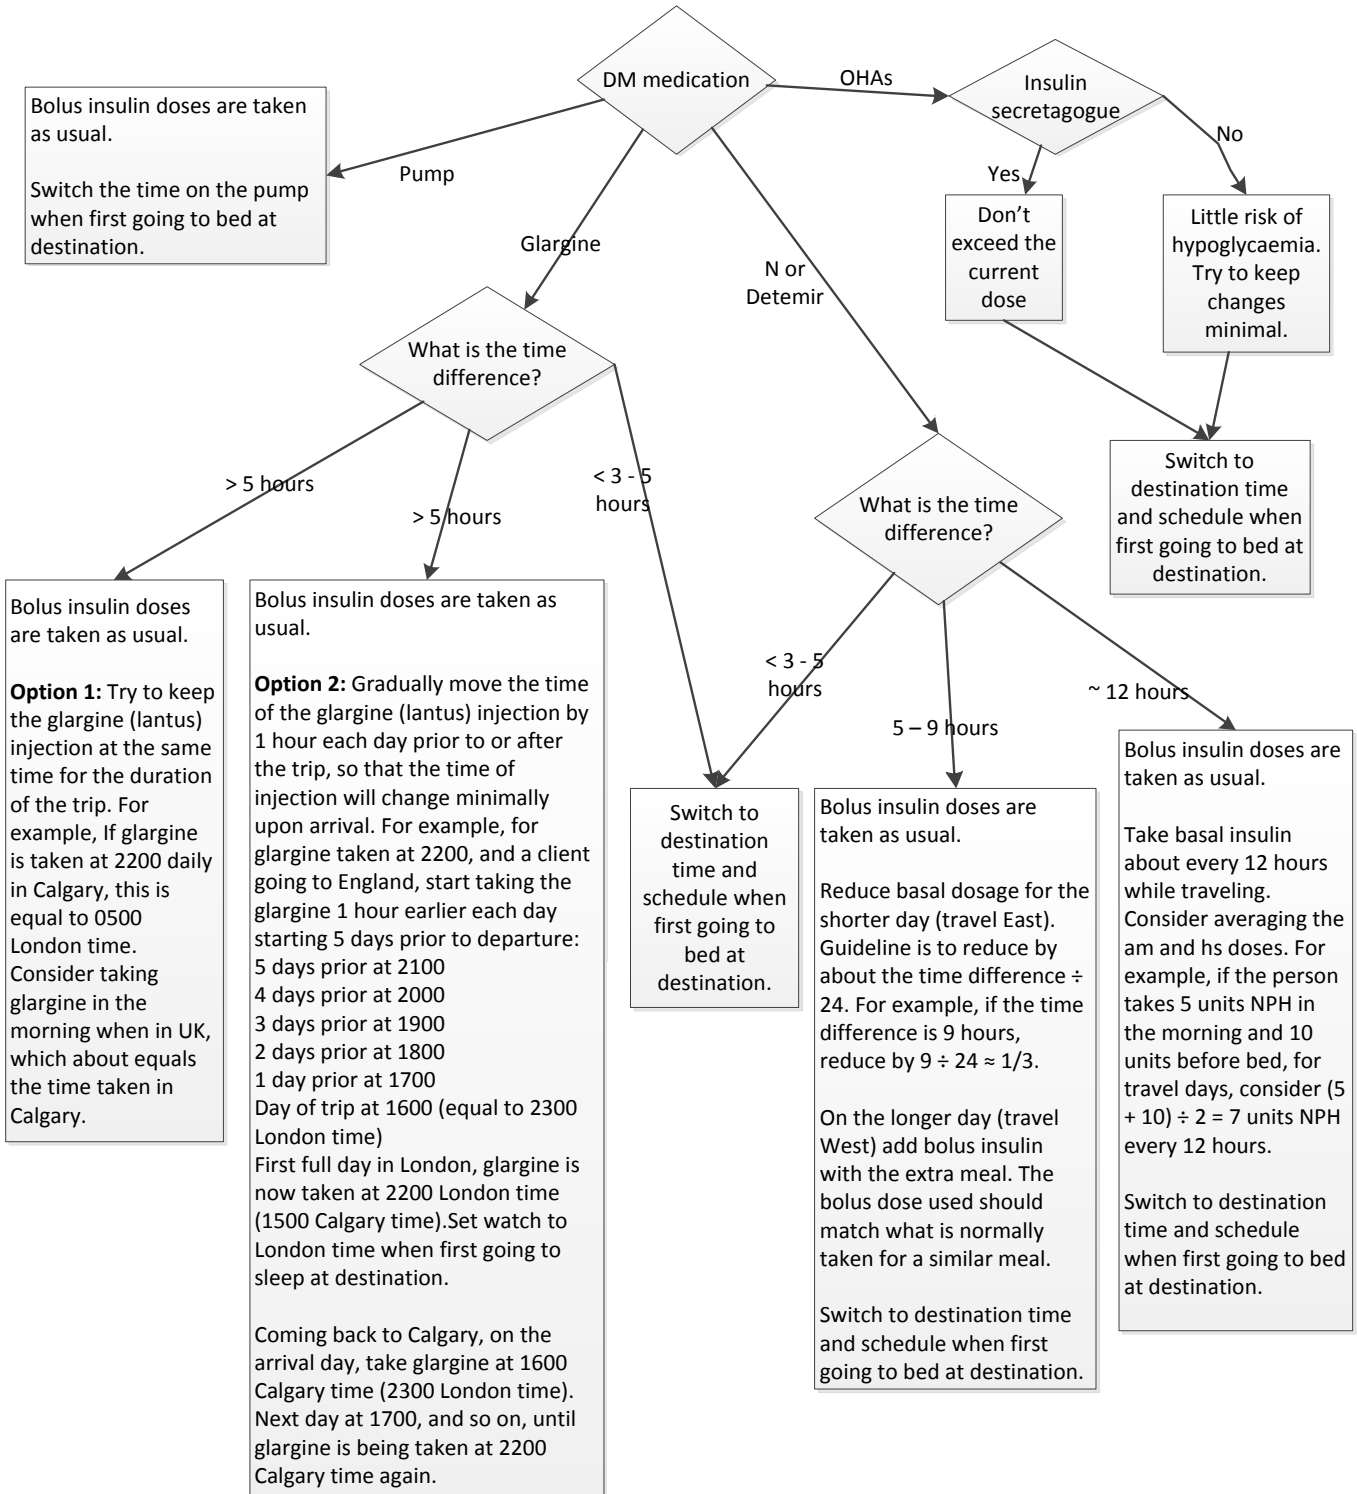 DM medication
OHAs
Insulin
secretagogue
No
Yes
Pump
Glargine
N or
Detemir
Bolus insulin doses are taken
as usual.
Switch the time on the pump
when first going to bed at
destination.
Don’t
exceed the
current
dose
Little risk of
hypoglycaemia.
Try to keep
changes
minimal.
Switch to
destination time
and schedule when
first going to bed at
destination.
What is the time
difference?
> 5 hours
> 5 hours
< 3 - 5
hours
What is the time
difference?
< 3 - 5
hours
5 – 9 hours
~ 12 hours
Bolus insulin doses
are taken as usual.
Option 1: Try to keep
the glargine (lantus)
injection at the same
time for the duration
of the trip. For
example, If glargine
is taken at 2200 daily
in Calgary, this is
equal to 0500
London time.
Consider taking
glargine in the
morning when in UK,
which about equals
the time taken in
Calgary.
Bolus insulin doses are taken as
usual.
Option 2: Gradually move the time
of the glargine (lantus) injection by
1 hour each day prior to or after
the trip, so that the time of
injection will change minimally
upon arrival. For example, for
glargine taken at 2200, and a client
going to England, start taking the
glargine 1 hour earlier each day
starting 5 days prior to departure:
5 days prior at 2100
4 days prior at 2000
3 days prior at 1900
2 days prior at 1800
1 day prior at 1700
Day of trip at 1600 (equal to 2300
London time)
First full day in London, glargine is
now taken at 2200 London time
(1500 Calgary time).Set watch to
London time when first going to
sleep at destination.
Coming back to Calgary, on the
arrival day, take glargine at 1600
Calgary time (2300 London time).
Next day at 1700, and so on, until
glargine is being taken at 2200
Calgary time again.
Switch to
destination
time and
schedule when
first going to
bed at
destination.
Bolus insulin doses are
taken as usual.
Reduce basal dosage for the
shorter day (travel East).
Guideline is to reduce by
about the time difference ÷
24. For example, if the time
difference is 9 hours,
reduce by 9 ÷ 24 ≈ 1/3.
On the longer day (travel
West) add bolus insulin
with the extra meal. The
bolus dose used should
match what is normally
taken for a similar meal.
Switch to destination time
and schedule when first
going to bed at destination.
Bolus insulin doses are
taken as usual.
Take basal insulin
about every 12 hours
while traveling.
Consider averaging the
am and hs doses. For
example, if the person
takes 5 units NPH in
the morning and 10
units before bed, for
travel days, consider (5
+ 10) ÷ 2 = 7 units NPH
every 12 hours.
Switch to destination
time and schedule
when first going to bed
at destination.